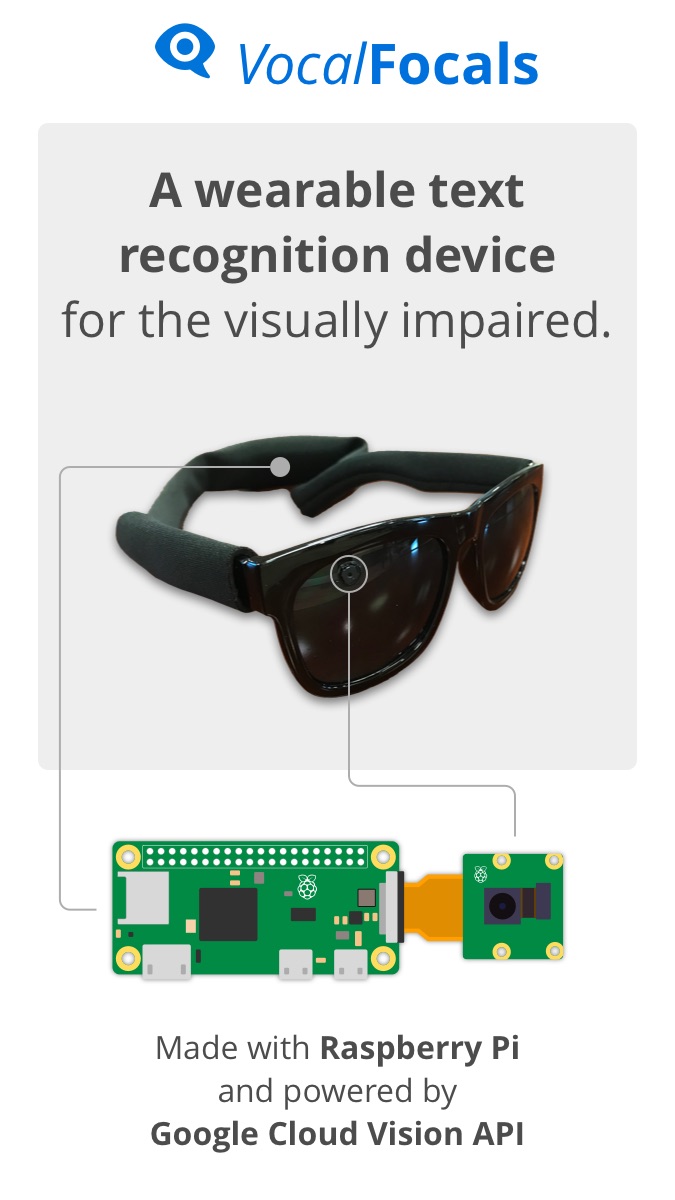 VocalFocals
A wearable text
recognition device
for the visually impaired.
Made with Raspberry Pi
and powered by
Google Cloud Vision API